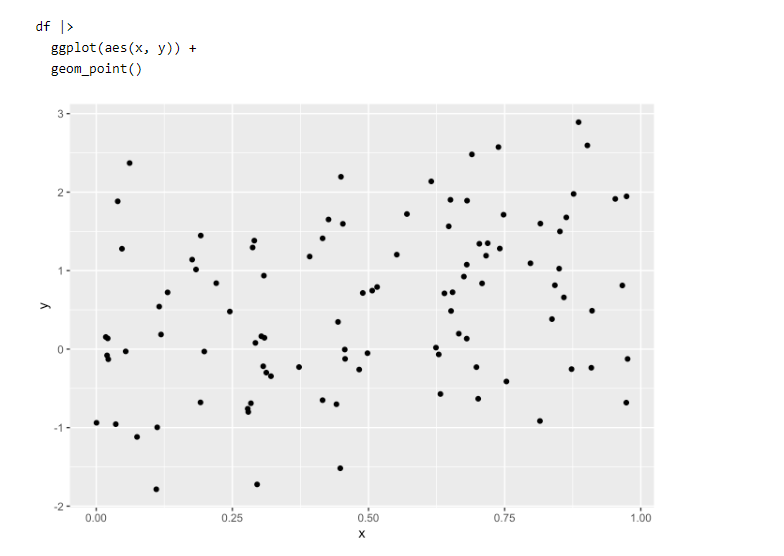 df |>
ggplot(aes(x, y)) +
geom_point()
3
2
1
0
-1
-2
y
0.00 0.25 0.50 0.75 1.00
x